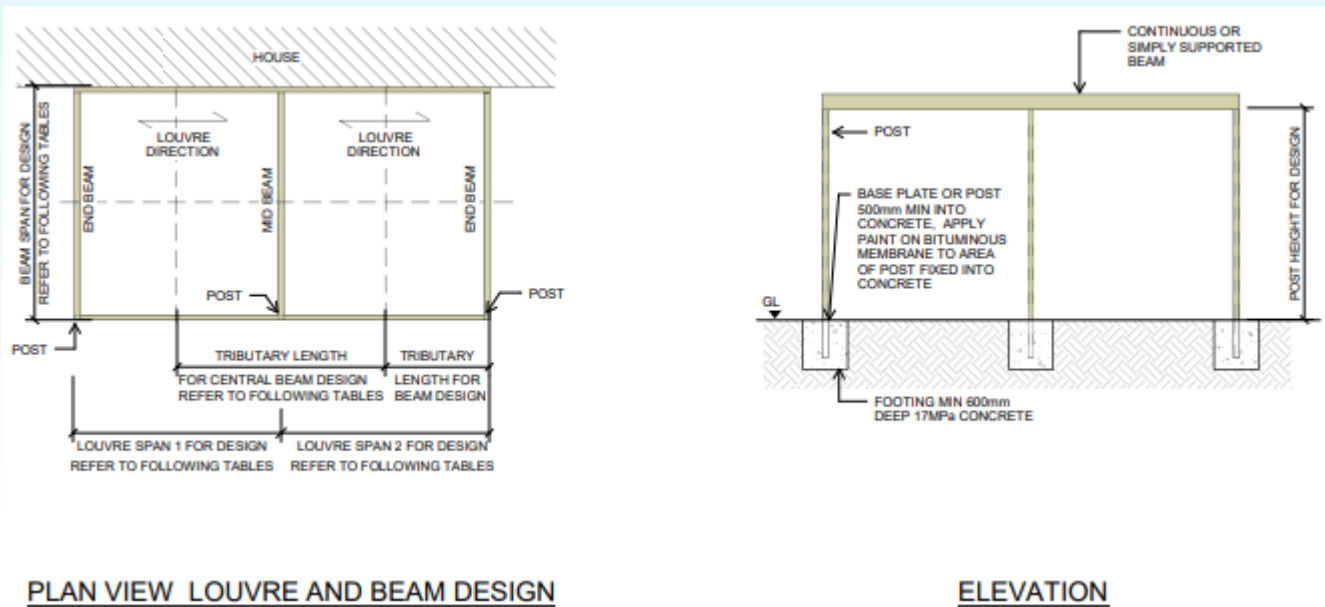 HOUSE
LOUVRE
DIRECTION
LOUVRE
DIRECTION
BEAM SPAN FOR DESIGN
REFER TO FOLLOWING TABLES
END BEAM
MID BEAM
END BEAM
POST
POST
POST
TRIBUTARY LENGTH
FOR CENTRAL BEAM DESIGN
REFER TO FOLLOWING TABLES
TRIBUTARY
LENGTH FOR
BEAM DESIGN
LOUVRE SPAN 1 FOR DESIGN
REFER TO FOLLOWING TABLES
LOUVRE SPAN 2 FOR DESIGN
REFER TO FOLLOWING TABLES
PLAN VIEW LOUVRE AND BEAM DESIGN
CONTINUOUS OR
SIMPLY SUPPORTED
BEAM
POST
BASE PLATE OR POST
500mm MIN INTO
CONCRETE, APPLY
PAINT ON BITUMINOUS
MEMBRANE TO AREA
OF POST FIXED INTO
CONCRETE
POST HEIGHT FOR DESIGN
GL
FOOTING MIN 600mm
DEEP 17MPa CONCRETE
ELEVATION